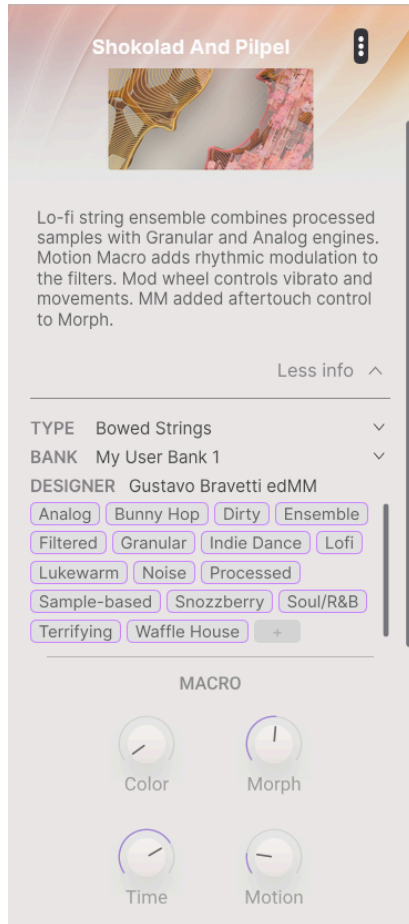 Shokolad And Pilpel
Lo-fi string ensemble combines processed
samples with Granular and Analog engines.
Motion Macro adds rhythmic modulation to
the filters. Mod wheel controls vibrato and
movements. MM added aftertouch control
to Morph.
Less info
TYPE Bowed Strings
BANK My User Bank 1
DESIGNER Gustavo Bravetti edMM
Analog Bunny Hop Dirty Ensemble
Filtered Granular Indie Dance Lofi
Lukewarm Noise Processed
Sample-based Snozzberry Soul/R&B
Terrifying Waffle House +
MACRO
Color Morph
Time Motion